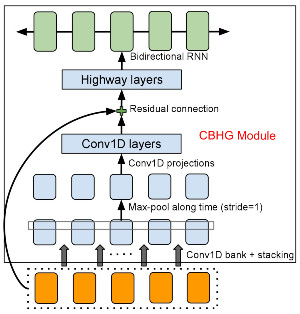 Bidirectional RNN
Highway layers
Residual connection
CBHG Module
Conv1D layers
Conv1D projections
Max-pool along time (stride=1)
Conv1D bank + stacking